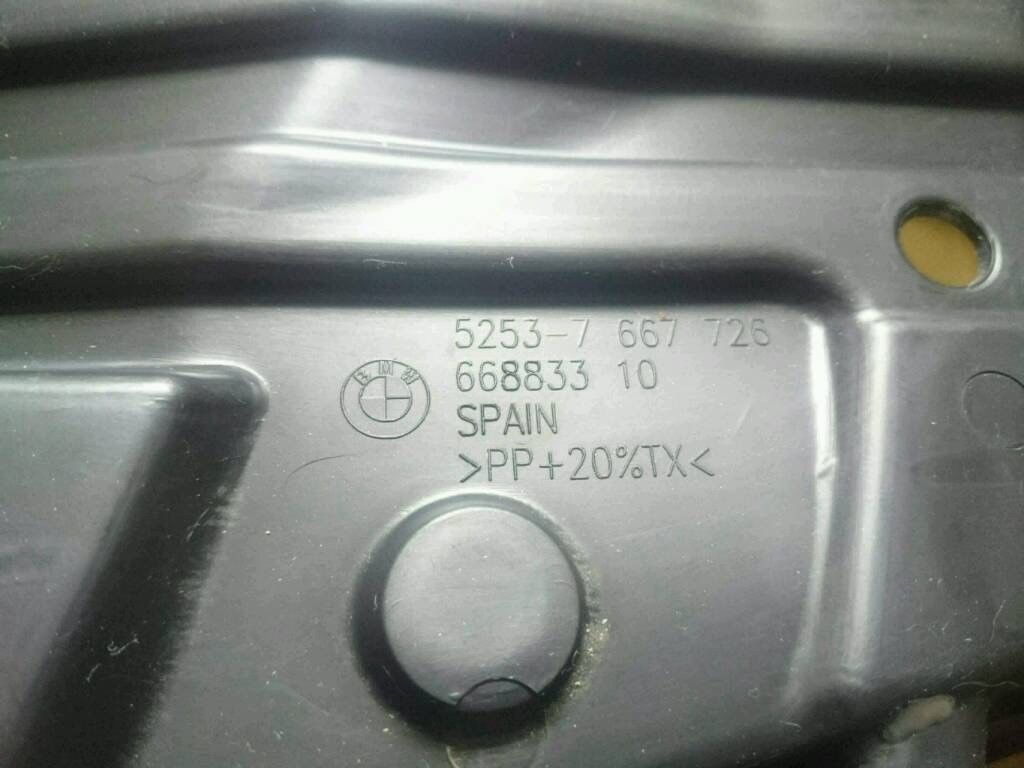 5253-7 667 726
BMW
668833 10
SPAIN
>PP+20%TX<